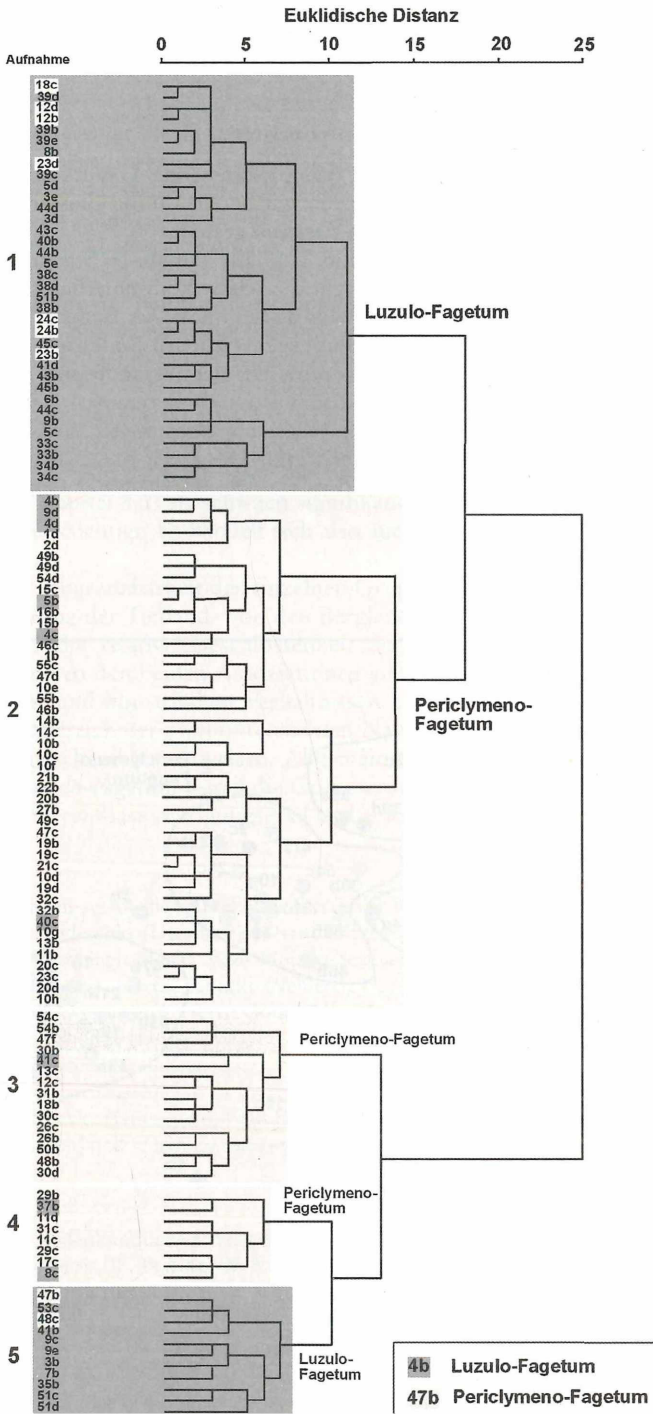 Euklidische Distanz
Aufnahme
0 5 10 15 20 25
1
18c
39d
12d
12b
39b
39e
8b
23d
39c
5d
3e
44d
3d
43c
40b
44b
5e
38c
38d
51b
38b
24c
24b
45c
23b
41d
43b
45b
6b
44c
9b
5c
33c
33b
34b
34c
Luzulo-Fagetum
2
4b
9d
4d
1d
2d
49b
49d
54d
15c
5b
16b
15b
4c
46c
1b
55c
47d
10e
55b
46b
14b
14c
10b
10c
10f
21b
22b
20b
27b
49c
47c
19b
19c
21c
10d
19d
32c
32b
40c
10g
13b
11b
20c
23c
20d
10h
Periclymeno-
Fagetum
3
54c
54b
47f
30b
41c
13c
12c
31b
18b
30c
26c
26b
50b
48b
30d
Periclymeno-Fagetum
4
29b
37b
11d
31c
11c
29c
17c
8c
Periclymeno-
Fagetum
5
47b
53c
48c
41b
9c
9e
3b
7b
35b
51c
51d
Luzulo-
Fagetum
4b Luzulo-Fagetum
47b Periclymeno-Fagetum